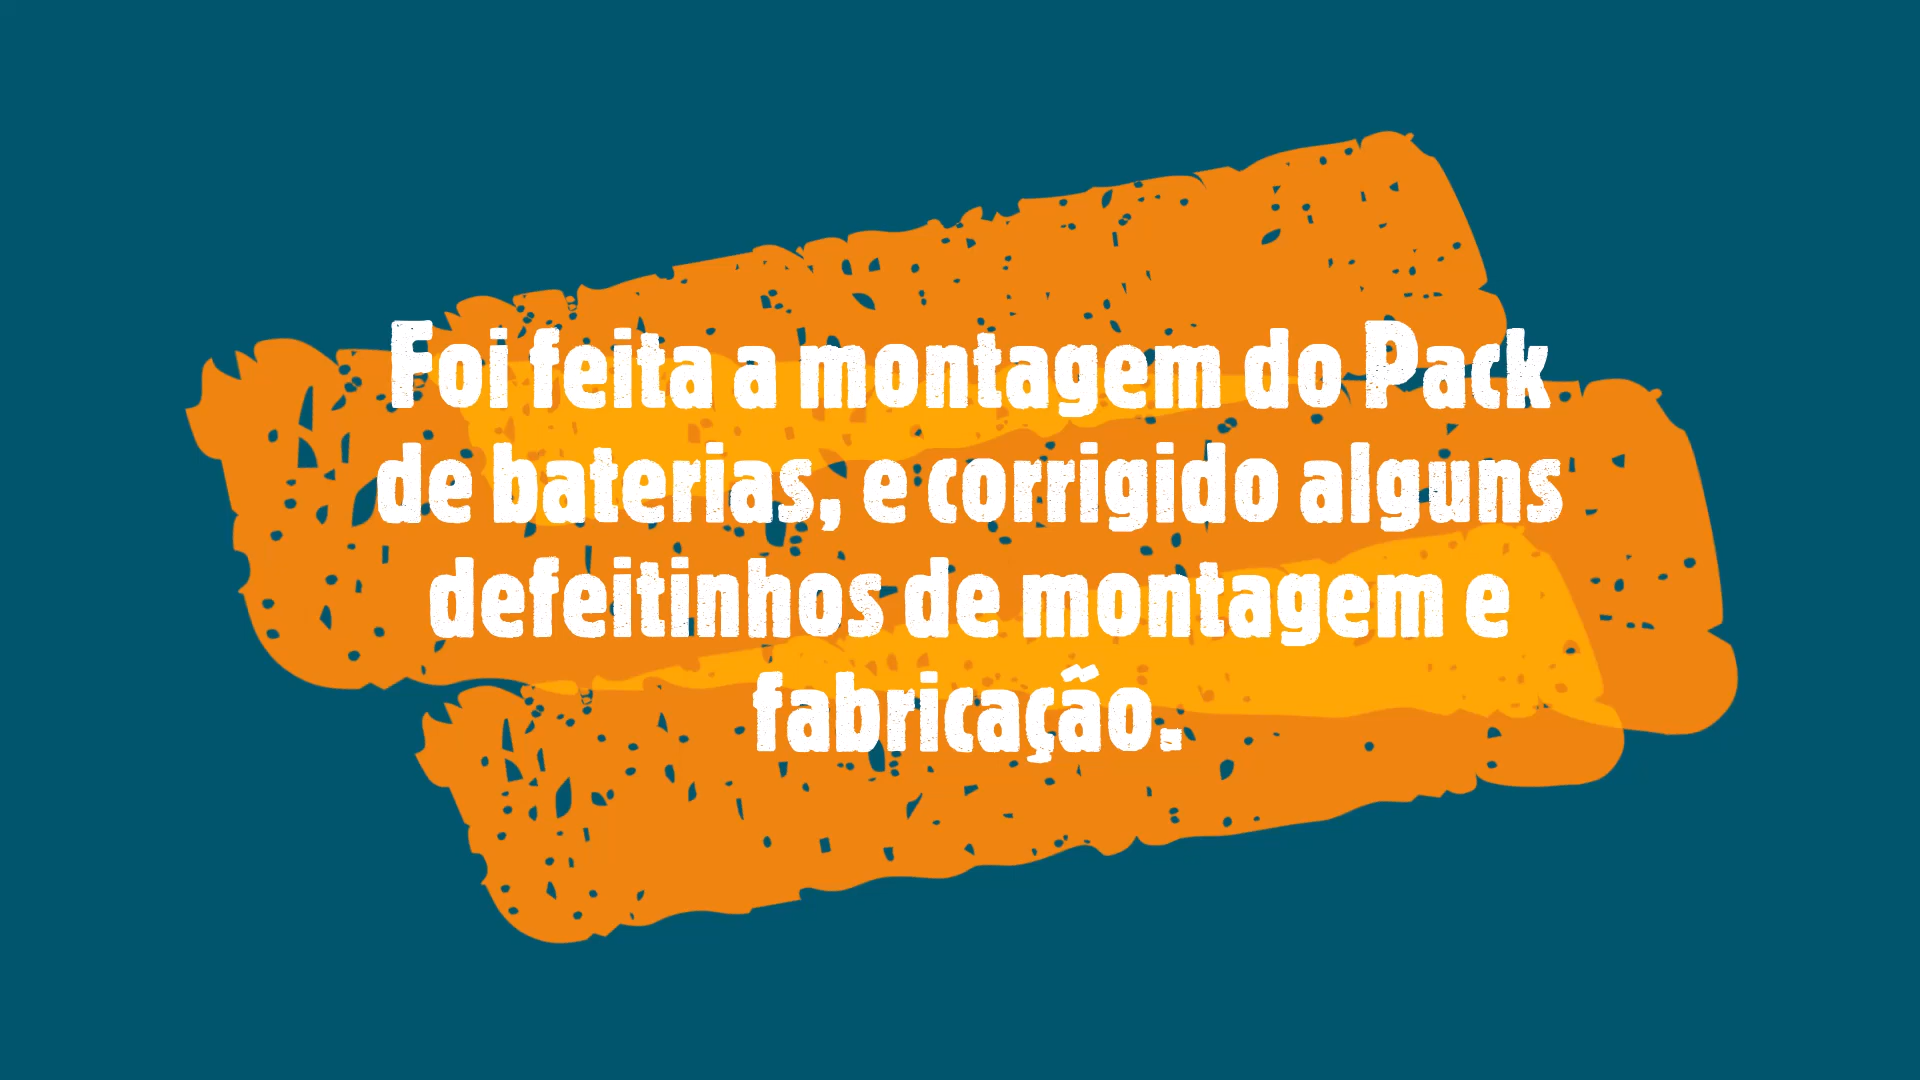 Foi feita a montagem do Pack
de baterias, e corrigido alguns
defeitinhos de montagem e
fabricação.